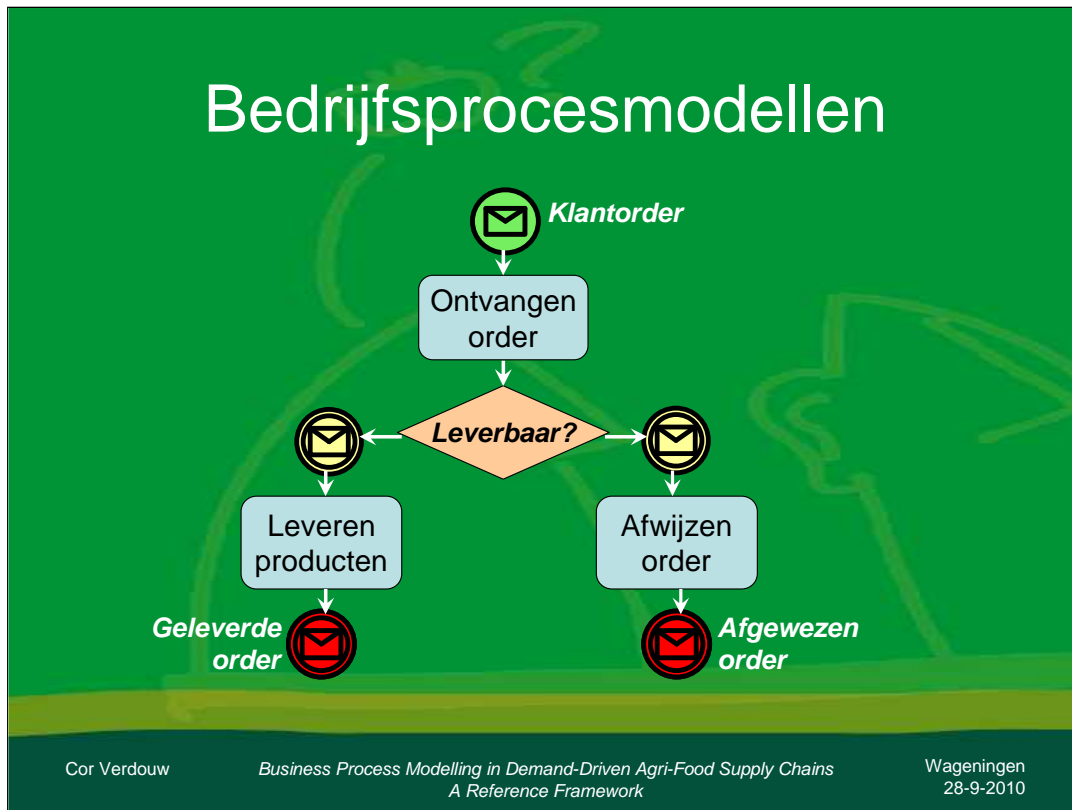 Bedrijfsprocesmodellen
Klantorder
Ontvangen
order
Leverbaar?
Leveren
producten
Afwijzen
order
Geleverde
order
Afgewezen
order
Cor Verdouw
Business Process Modelling in Demand-Driven Agri-Food Supply Chains
A Reference Framework
Wageningen
28-9-2010